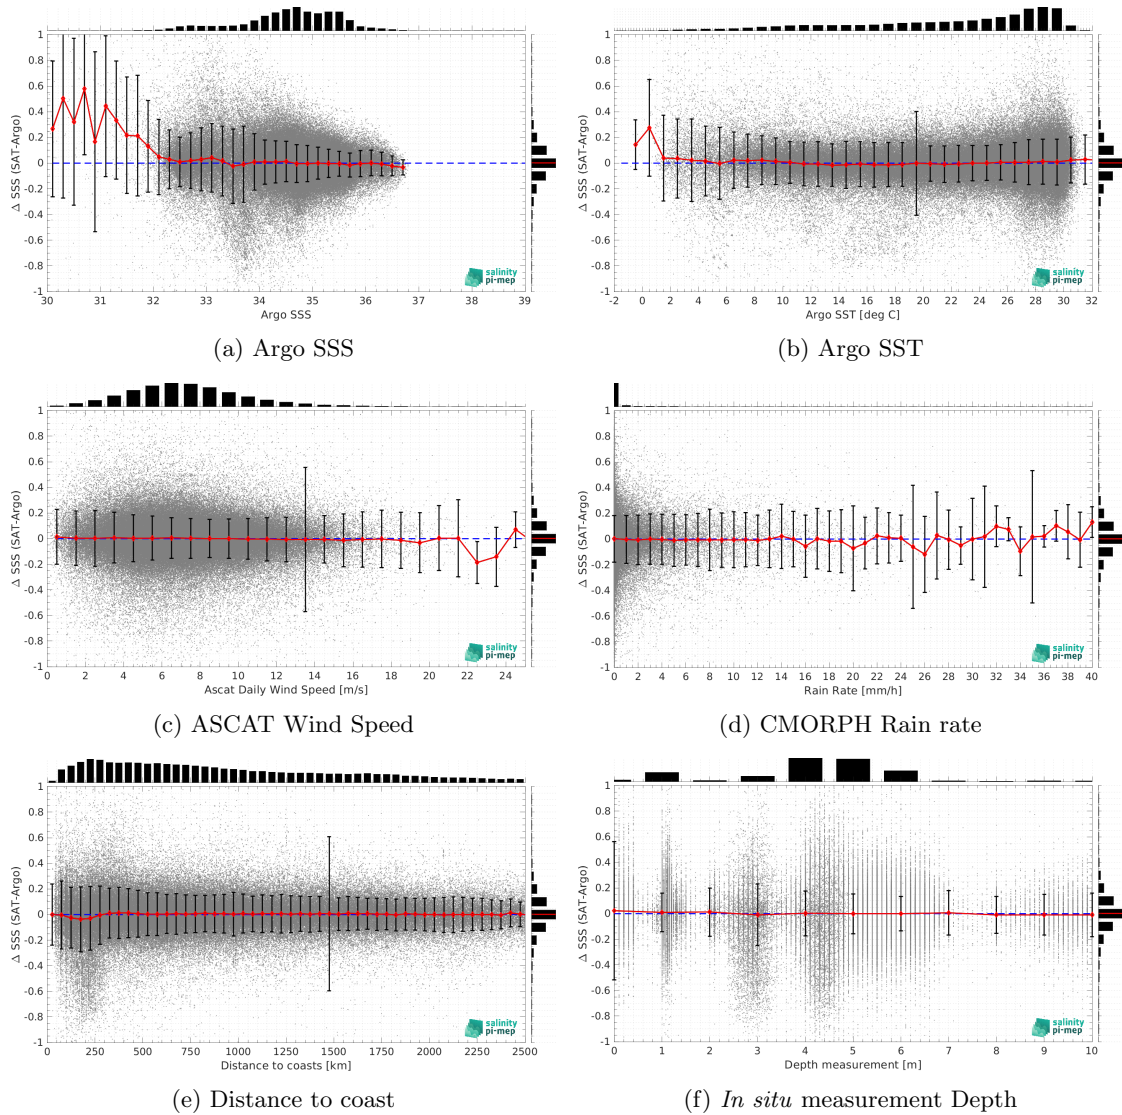 1
0.8
0.6
0.4
0.2
0
-0.2
-0.4
-0.6
-0.8
-1
Δ SSS (SAT-Argo)
30 31 32 33 34 35 36 37 38 39
Argo SSS
salinity
pi-mep
(a) Argo SSS
1
0.8
0.6
0.4
0.2
0
-0.2
-0.4
-0.6
-0.8
-1
Δ SSS (SAT-Argo)
-2 0 2 4 6 8 10 12 14 16 18 20 22 24 26 28 30 32
Argo SST [deg C]
salinity
pi-mep
(b) Argo SST
1
0.8
0.6
0.4
0.2
0
-0.2
-0.4
-0.6
-0.8
-1
Δ SSS (SAT-Argo)
0 2 4 6 8 10 12 14 16 18 20 22 24
Ascat Daily Wind Speed [m/s]
salinity
pi-mep
(c) ASCAT Wind Speed
1
0.8
0.6
0.4
0.2
0
-0.2
-0.4
-0.6
-0.8
-1
Δ SSS (SAT-Argo)
0 2 4 6 8 10 12 14 16 18 20 22 24 26 28 30 32 34 36 38 40
Rain Rate [mm/h]
salinity
pi-mep
(d) CMORPH Rain rate
1
0.8
0.6
0.4
0.2
0
-0.2
-0.4
-0.6
-0.8
-1
Δ SSS (SAT-Argo)
0 250 500 750 1000 1250 1500 1750 2000 2250 2500
Distance to coasts [km]
salinity
pi-mep
(e) Distance to coast
1
0.8
0.6
0.4
0.2
0
-0.2
-0.4
-0.6
-0.8
-1
Δ SSS (SAT-Argo)
0 1 2 3 4 5 6 7 8 9 10
Depth measurement [m]
salinity
pi-mep
(f) In situ measurement Depth